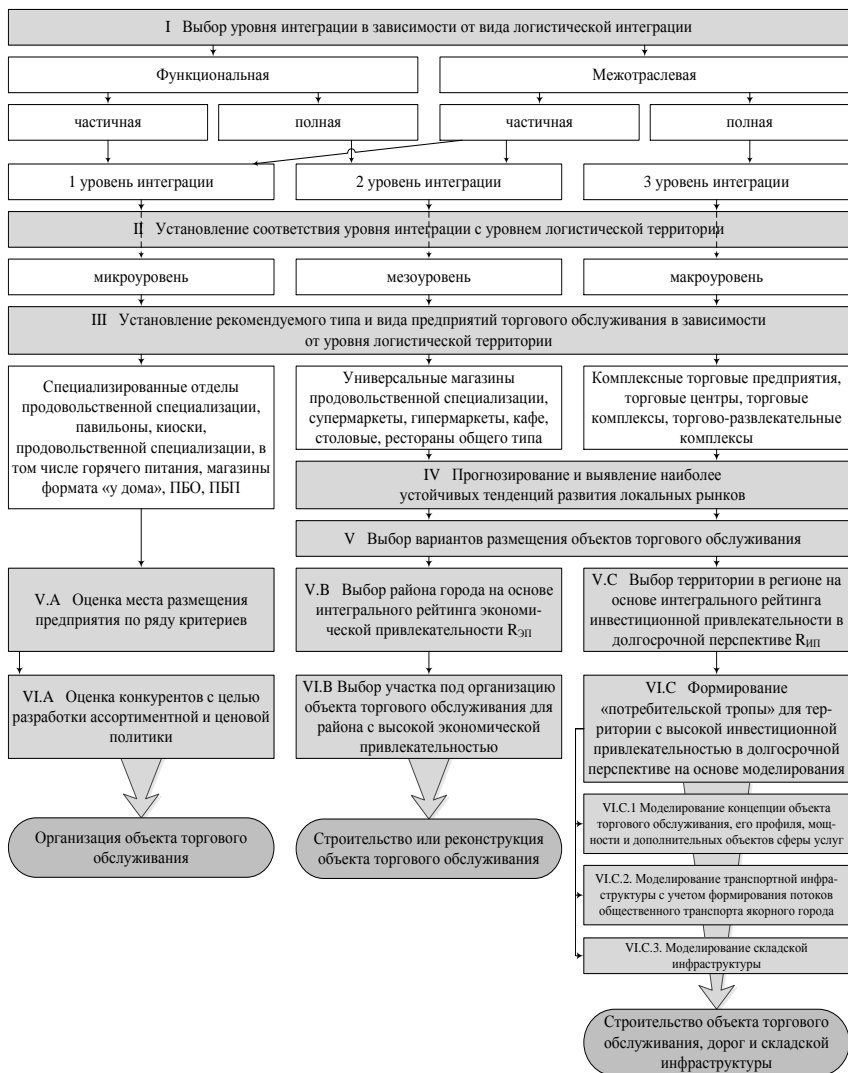 I Выбор уровня интеграции в зависимости от вида логистической интеграции
Функциональная
Межотраслевая
частичная
полная
частичная
полная
1 уровень интеграции
2 уровень интеграции
3 уровень интеграции
II Установление соответствия уровня интеграции с уровнем логистической территории
микроуровень
мезоуровень
макроуровень
III Установление рекомендуемого типа и вида предприятий торгового обслуживания в зависимости
от уровня логистической территории
Специализированные отделы
продовольственной специализации,
павильоны, киоски,
продовольственной специализации, в
том числе горячего питания, магазины
формата «у дома», ПБО, ПБП
Универсальные магазины
продовольственной специализации,
супермаркеты, гипермаркеты, кафе,
столовые, рестораны общего типа
Комплексные торговые предприятия,
торговые центры, торговые
комплексы, торгово-развлекательные
комплексы
IV Прогнозирование и выявление наиболее
устойчивых тенденций развития локальных рынков
V Выбор вариантов размещения объектов торгового обслуживания
V.A Оценка места размещения
предприятия по ряду критериев
V.B Выбор района города на основе
интегрального рейтинга экономи-
ческой привлекательности RЭП
V.C Выбор территории в регионе на
основе интегрального рейтинга
инвестиционной привлекательности в
долгосрочной перспективе RИП
VI.A Оценка конкурентов с целью
разработки ассортиментной и ценовой
политики
VI.B Выбор участка под организацию
объекта торгового обслуживания для
района с высокой экономической
привлекательностью
VI.C Формирование
«потребительской тропы» для тер-
ритории с высокой инвестиционной
привлекательностью в долгосрочной
перспективе на основе моделирования
Организация объекта торгового
обслуживания
Строительство или реконструкция
объекта торгового обслуживания
VI.C.1 Моделирование концепции объекта
торгового обслуживания, его профиля, мощ-
ности и дополнительных объектов сферы услуг
VI.C.2. Моделирование транспортной инфра-
структуры с учетом формирования потоков
общественного транспорта якорного города
VI.C.3. Моделирование складской
инфраструктуры
Строительство объекта торгового
обслуживания, дорог и складской
инфраструктуры